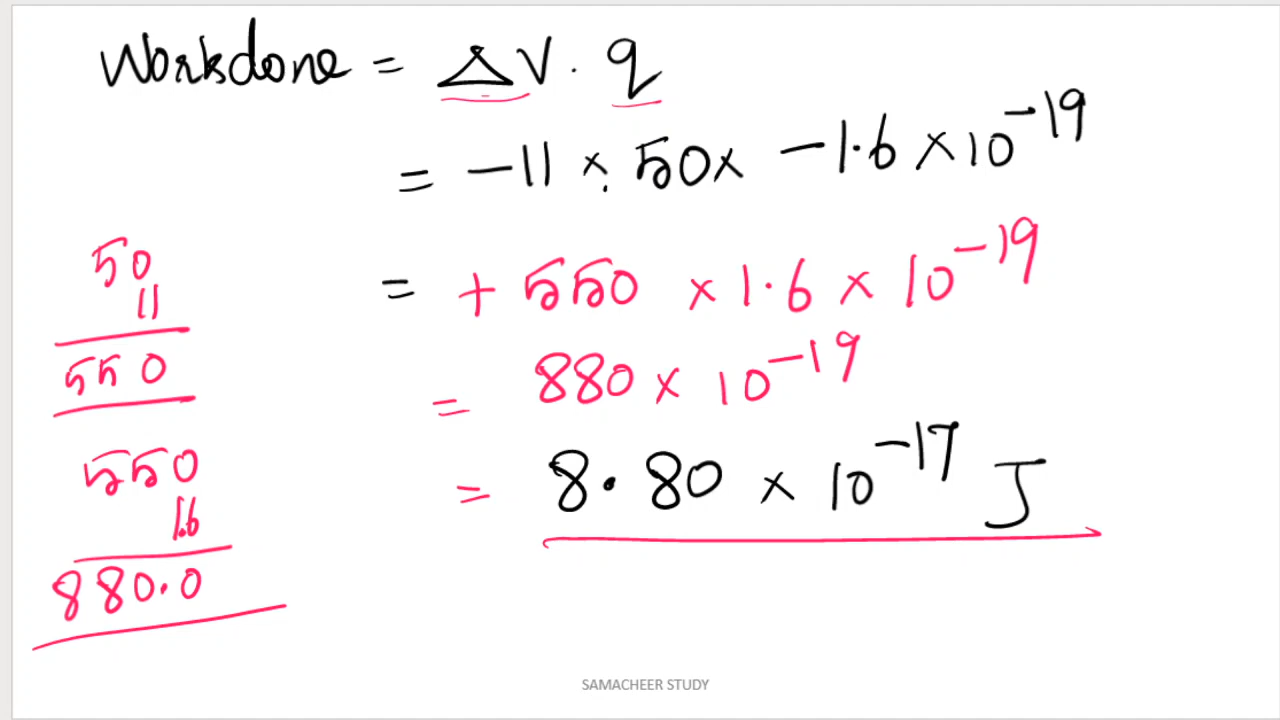 Workdone = ΔV . q
= -11 × 50 × -1.6 × 10^-19
= + 550 × 1.6 × 10^-19
= 880 × 10^-19
= 8.80 × 10^-17 J
50
11
550
550
1.6
880.0
SAMACHEER STUDY